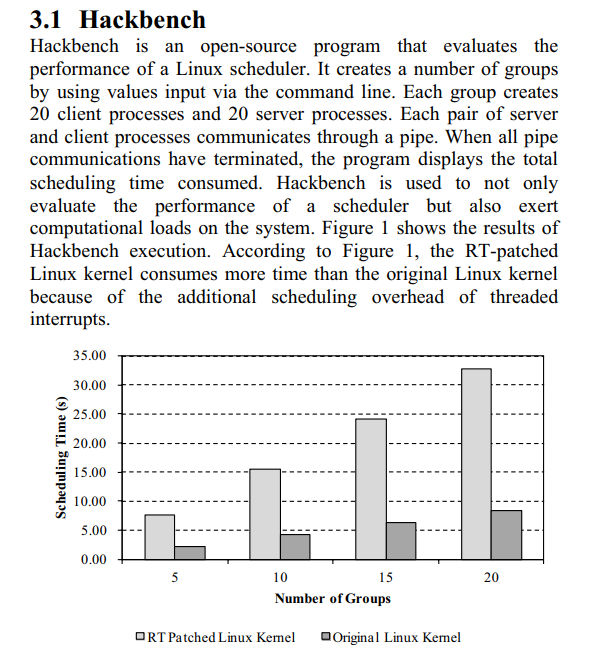 3.1 Hackbench
Hackbench is an open-source program that evaluates the
performance of a Linux scheduler. It creates a number of groups
by using values input via the command line. Each group creates
20 client processes and 20 server processes. Each pair of server
and client processes communicates through a pipe. When all pipe
communications have terminated, the program displays the total
scheduling time consumed. Hackbench is used to not only
evaluate the performance of a scheduler but also exert
computational loads on the system. Figure 1 shows the results of
Hackbench execution. According to Figure 1, the RT-patched
Linux kernel consumes more time than the original Linux kernel
because of the additional scheduling overhead of threaded
interrupts.
35.00
30.00
25.00
20.00
15.00
10.00
5.00
0.00
Scheduling Time (s)
5 10 15 20
Number of Groups
RT Patched Linux Kernel Original Linux Kernel